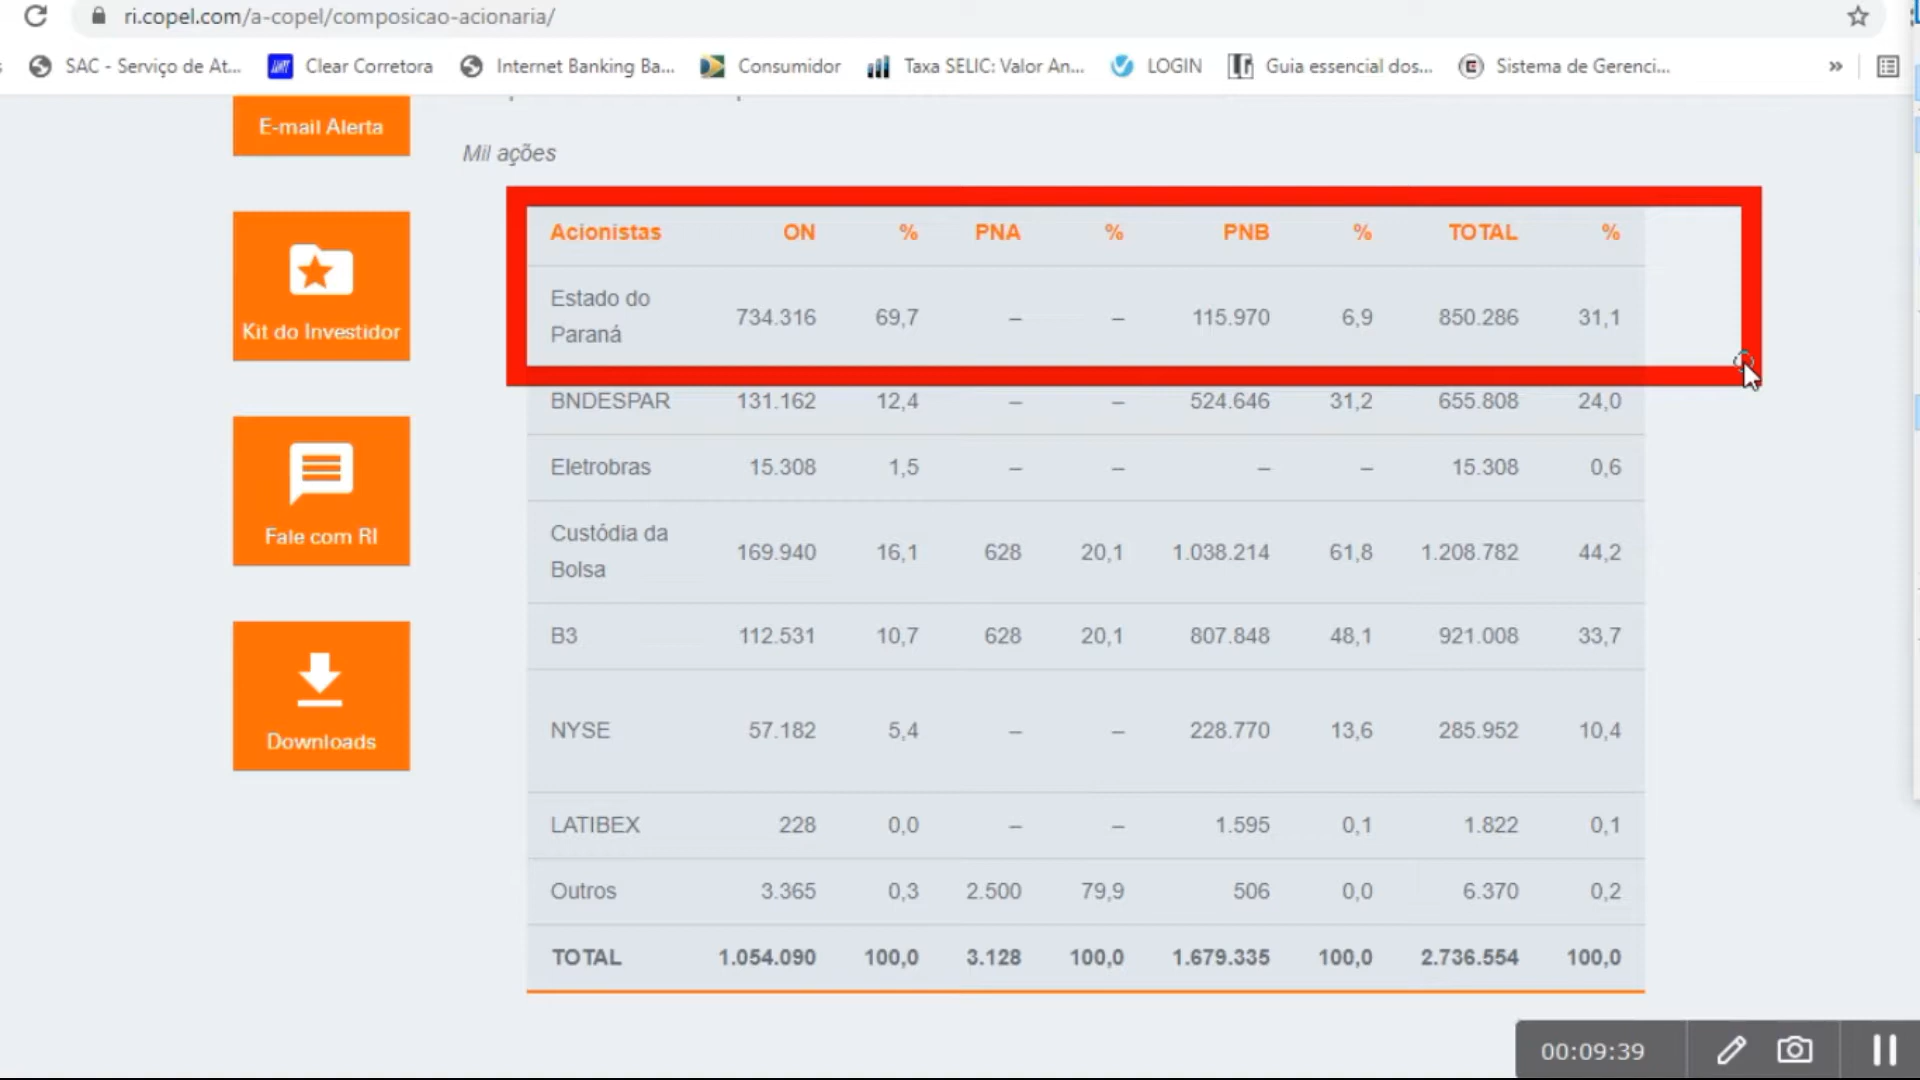 ri.copel.com/a-copel/composicao-acionaria/
SAC - Serviço de At... Clear Corretora Internet Banking Ba... Consumidor Taxa SELIC: Valor An... LOGIN Guia essencial dos... Sistema de Gerenci... »
E-mail Alerta
Kit do Investidor
Fale com RI
Downloads
Mil ações
Acionistas ON % PNA % PNB % TOTAL %
Estado do
Paraná 734.316 69,7 – – 115.970 6,9 850.286 31,1
BNDESPAR 131.162 12,4 – – 524.646 31,2 655.808 24,0
Eletrobras 15.308 1,5 – – – – 15.308 0,6
Custódia da
Bolsa 169.940 16,1 628 20,1 1.038.214 61,8 1.208.782 44,2
B3 112.531 10,7 628 20,1 807.848 48,1 921.008 33,7
NYSE 57.182 5,4 – – 228.770 13,6 285.952 10,4
LATIBEX 228 0,0 – – 1.595 0,1 1.822 0,1
Outros 3.365 0,3 2.500 79,9 506 0,0 6.370 0,2
TOTAL 1.054.090 100,0 3.128 100,0 1.679.335 100,0 2.736.554 100,0
00:09:39